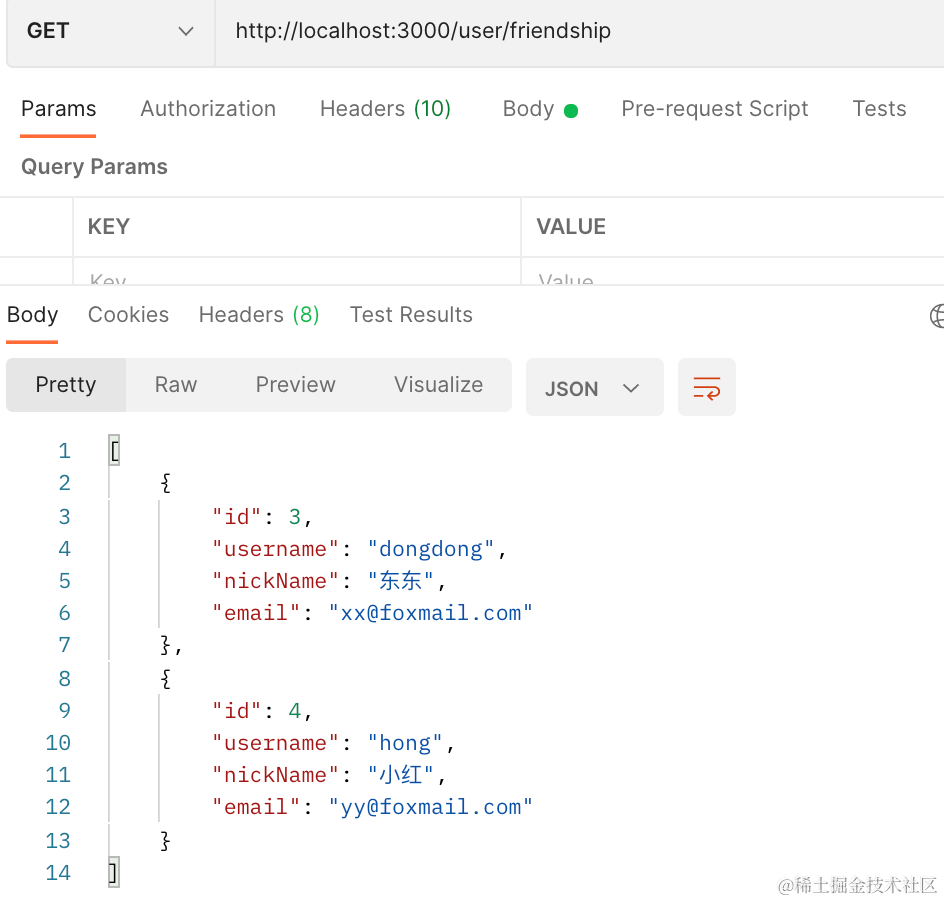 GET http://localhost:3000/user/friendship
Params Authorization Headers (10) Body Pre-request Script Tests
Query Params
KEY VALUE
Key Value
Body Cookies Headers (8) Test Results
Pretty Raw Preview Visualize JSON
1 [
2 {
3 "id": 3,
4 "username": "dongdong",
5 "nickName": "东东",
6 "email": "xx@foxmail.com"
7 },
8 {
9 "id": 4,
10 "username": "hong",
11 "nickName": "小红",
12 "email": "yy@foxmail.com"
13 }
14 ]
@稀土掘金技术社区